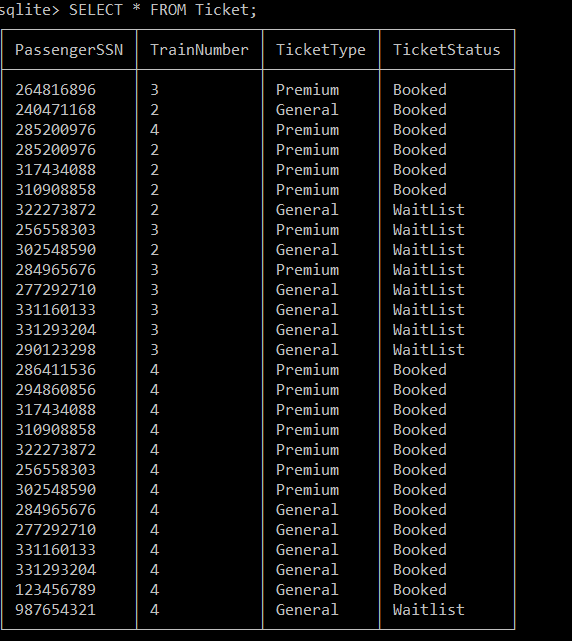 sqlite> SELECT * FROM Ticket;
PassengerSSN TrainNumber TicketType TicketStatus
264816896 3 Premium Booked
240471168 2 General Booked
285200976 4 Premium Booked
285200976 2 Premium Booked
317434088 2 Premium Booked
310908858 2 Premium Booked
322273872 2 General WaitList
256558303 3 Premium WaitList
302548590 2 General WaitList
284965676 3 Premium WaitList
277292710 3 General WaitList
331160133 3 General WaitList
331293204 3 General WaitList
290123298 3 General WaitList
286411536 4 Premium Booked
294860856 4 Premium Booked
317434088 4 Premium Booked
310908858 4 Premium Booked
322273872 4 Premium Booked
256558303 4 Premium Booked
302548590 4 Premium Booked
284965676 4 General Booked
277292710 4 General Booked
331160133 4 General Booked
331293204 4 General Booked
123456789 4 General Booked
987654321 4 General Waitlist